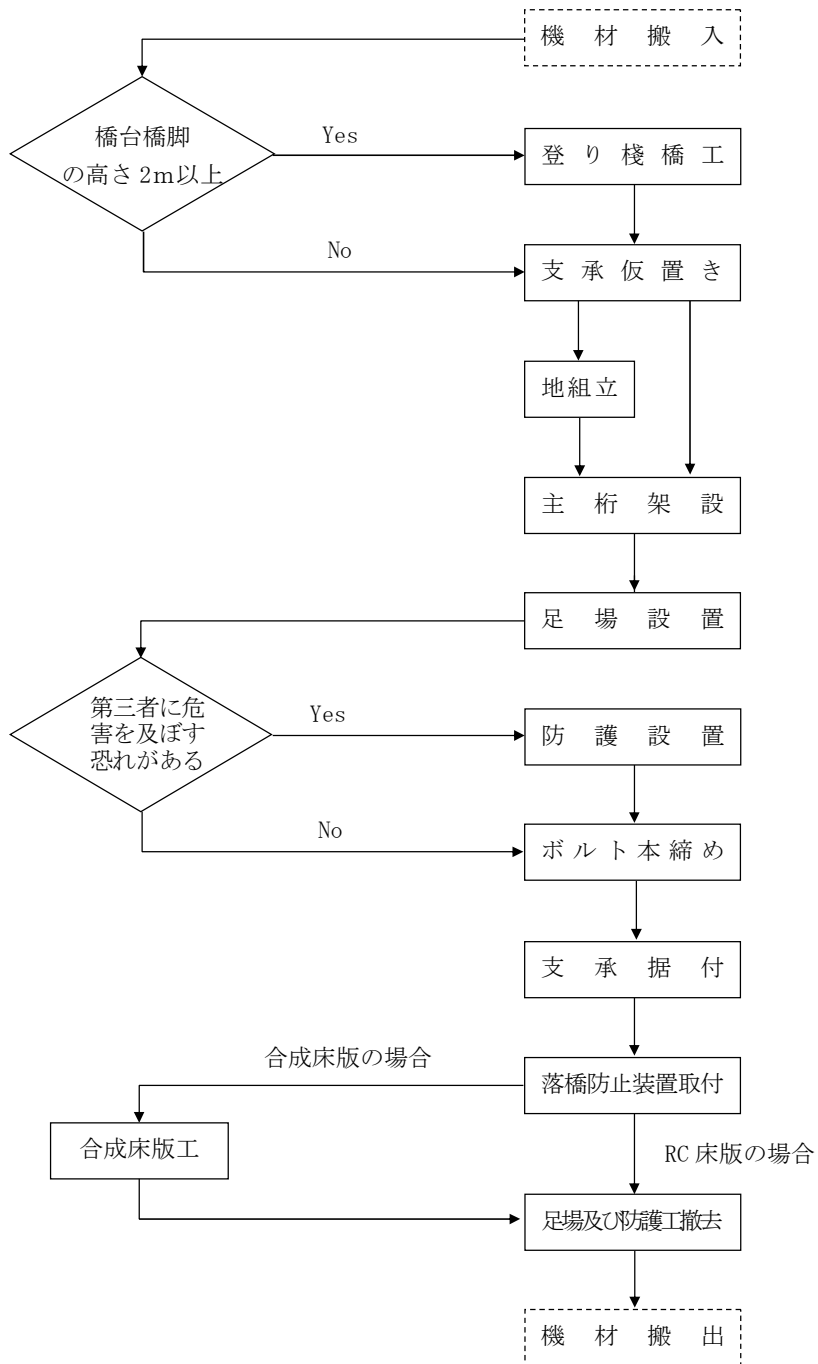 機材搬入
橋台橋脚
の高さ 2m以上
Yes
登り棧橋工
No
支承仮置き
地組立
主桁架設
足場設置
第三者に危
害を及ぼす
恐れがある
Yes
防護設置
No
ボルト本締め
支承据付
合成床版の場合
落橋防止装置取付
合成床版工
RC 床版の場合
足場及び防護工撤去
機材搬出